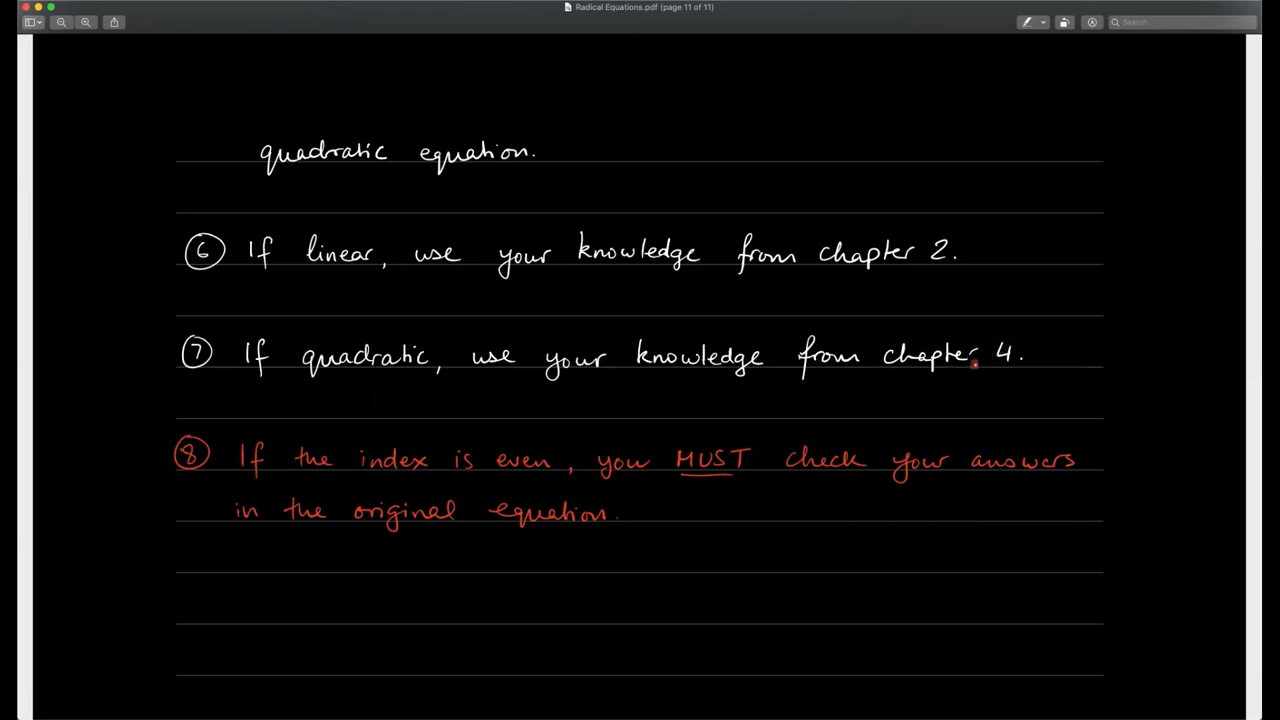 Radical Equations.pdf (page 11 of 11)
Search
quadratic equation.
⑥ If linear, use your knowledge from chapter 2.
⑦ If quadratic, use your knowledge from chapter 4.
⑧ If the index is even, you MUST check your answers
in the original equation.